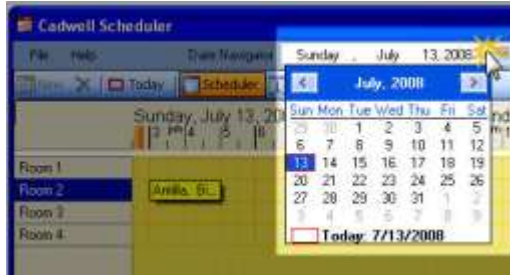 Cadwell Scheduler
File Help Date Navigator Sunday , July 13, 2008
New Today Scheduler
July, 2008
Sunday, July 13, 20
Sun Mon Tue Wed Thu Fri Sat
29 30 1 2 3 4 5
6 7 8 9 10 11 12
13 14 15 16 17 18 19
20 21 22 23 24 25 26
27 28 29 30 31 1 2
3 4 5 6 7 8 9
Today: 7/13/2008
Room 1
Room 2
Room 3
Room 4